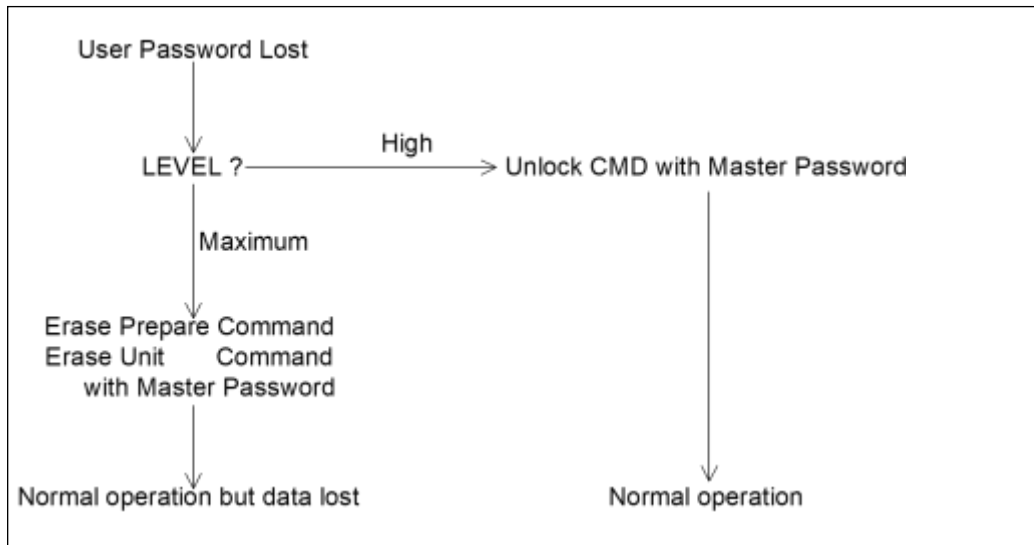 User Password Lost
High
LEVEL ?
Unlock CMD with Master Password
Maximum
Erase Prepare Command
Erase Unit Command
with Master Password
Normal operation but data lost
Normal operation